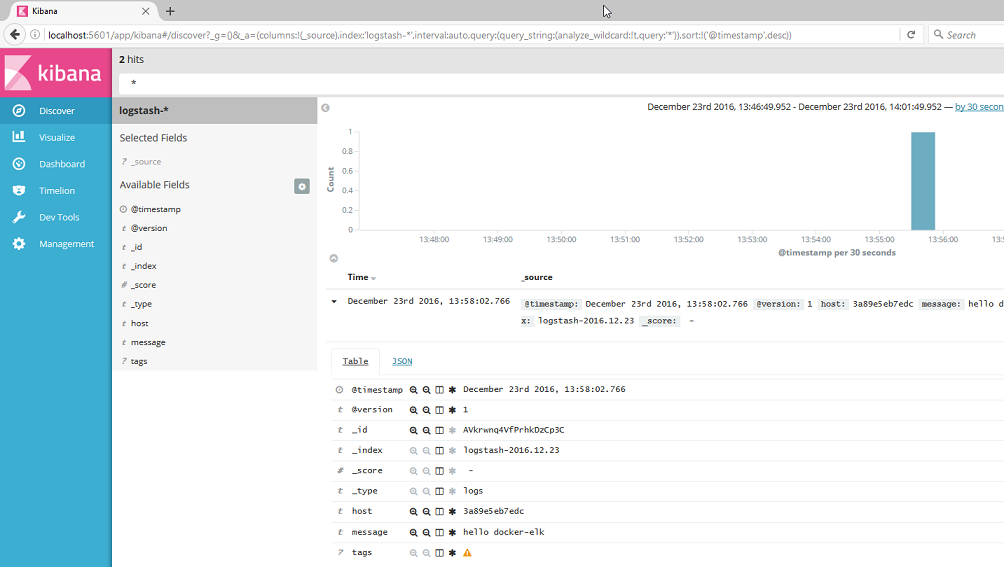 Kibana
localhost:5601/app/kibana#/discover?_g=()&_a=(columns:!(_source),index:'logstash-*',interval:auto,query:(query_string:(analyze_wildcard:!t,query:'*')),sort:!('@timestamp',desc))
Search
kibana
2 hits
*
Discover
Visualize
Dashboard
Timelion
Dev Tools
Management
logstash-*
Selected Fields
? _source
Available Fields
@timestamp
t @version
t _id
t _index
# _score
t _type
t host
t message
? tags
December 23rd 2016, 13:46:49.952 - December 23rd 2016, 14:01:49.952 — by 30 secon
Count
1
0.8
0.6
0.4
0.2
0
13:48:00 13:49:00 13:50:00 13:51:00 13:52:00 13:53:00 13:54:00 13:55:00 13:56:00 13:5
@timestamp per 30 seconds
Time _source
December 23rd 2016, 13:58:02.766 @timestamp: December 23rd 2016, 13:58:02.766 @version: 1 host: 3a89e5eb7edc message: hello d
x: logstash-2016.12.23 _score: -
Table JSON
@timestamp December 23rd 2016, 13:58:02.766
t @version 1
t _id AVkrwnq4VfPrhkDzCp3C
t _index logstash-2016.12.23
# _score -
t _type logs
t host 3a89e5eb7edc
t message hello docker-elk
? tags